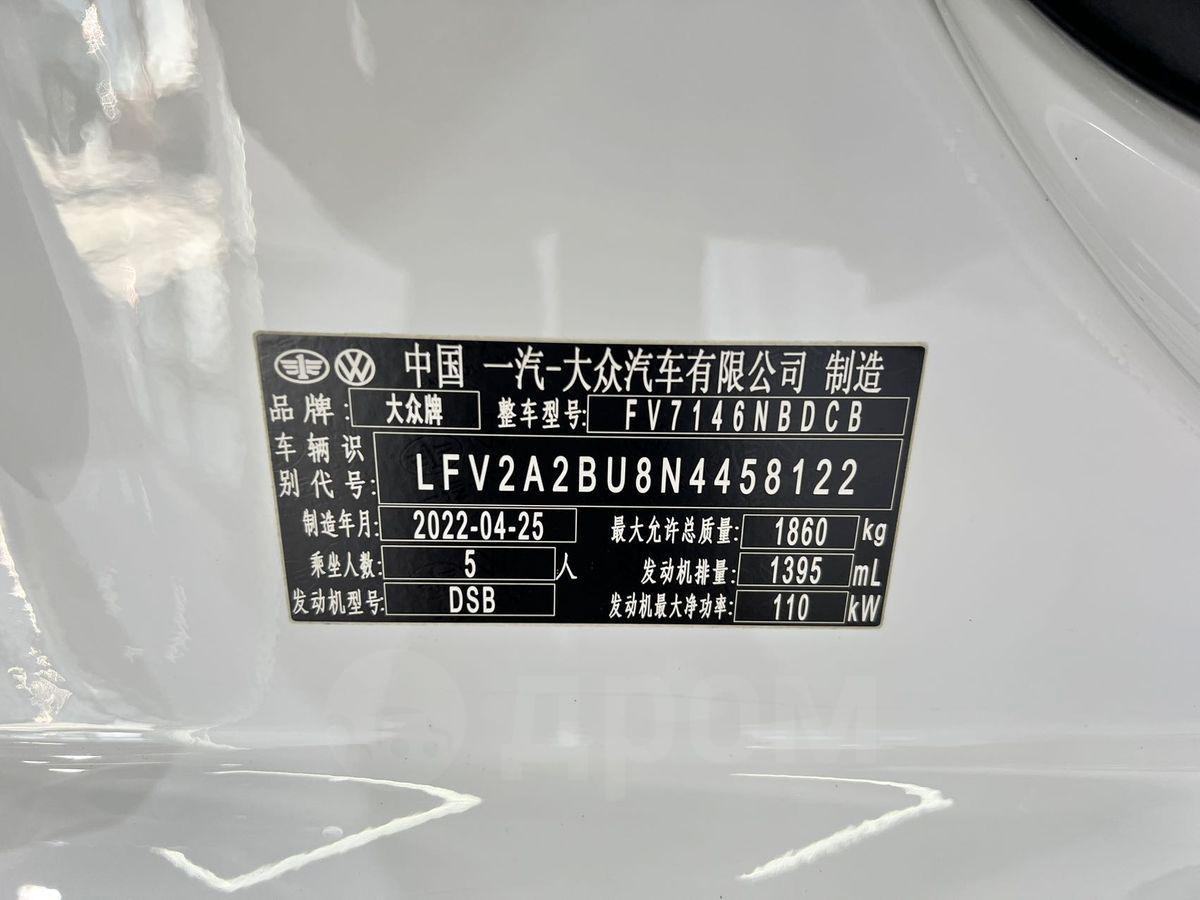 中国 一汽-大众汽车有限公司 制造
品牌: 大众牌 整车型号: FV7146NBDCB
车辆识别代号: LFV2A2BU8N4458122
制造年月: 2022-04-25 最大允许总质量: 1860 kg
乘坐人数: 5 人 发动机排量: 1395 mL
发动机型号: DSB 发动机最大净功率: 110 kW
дром